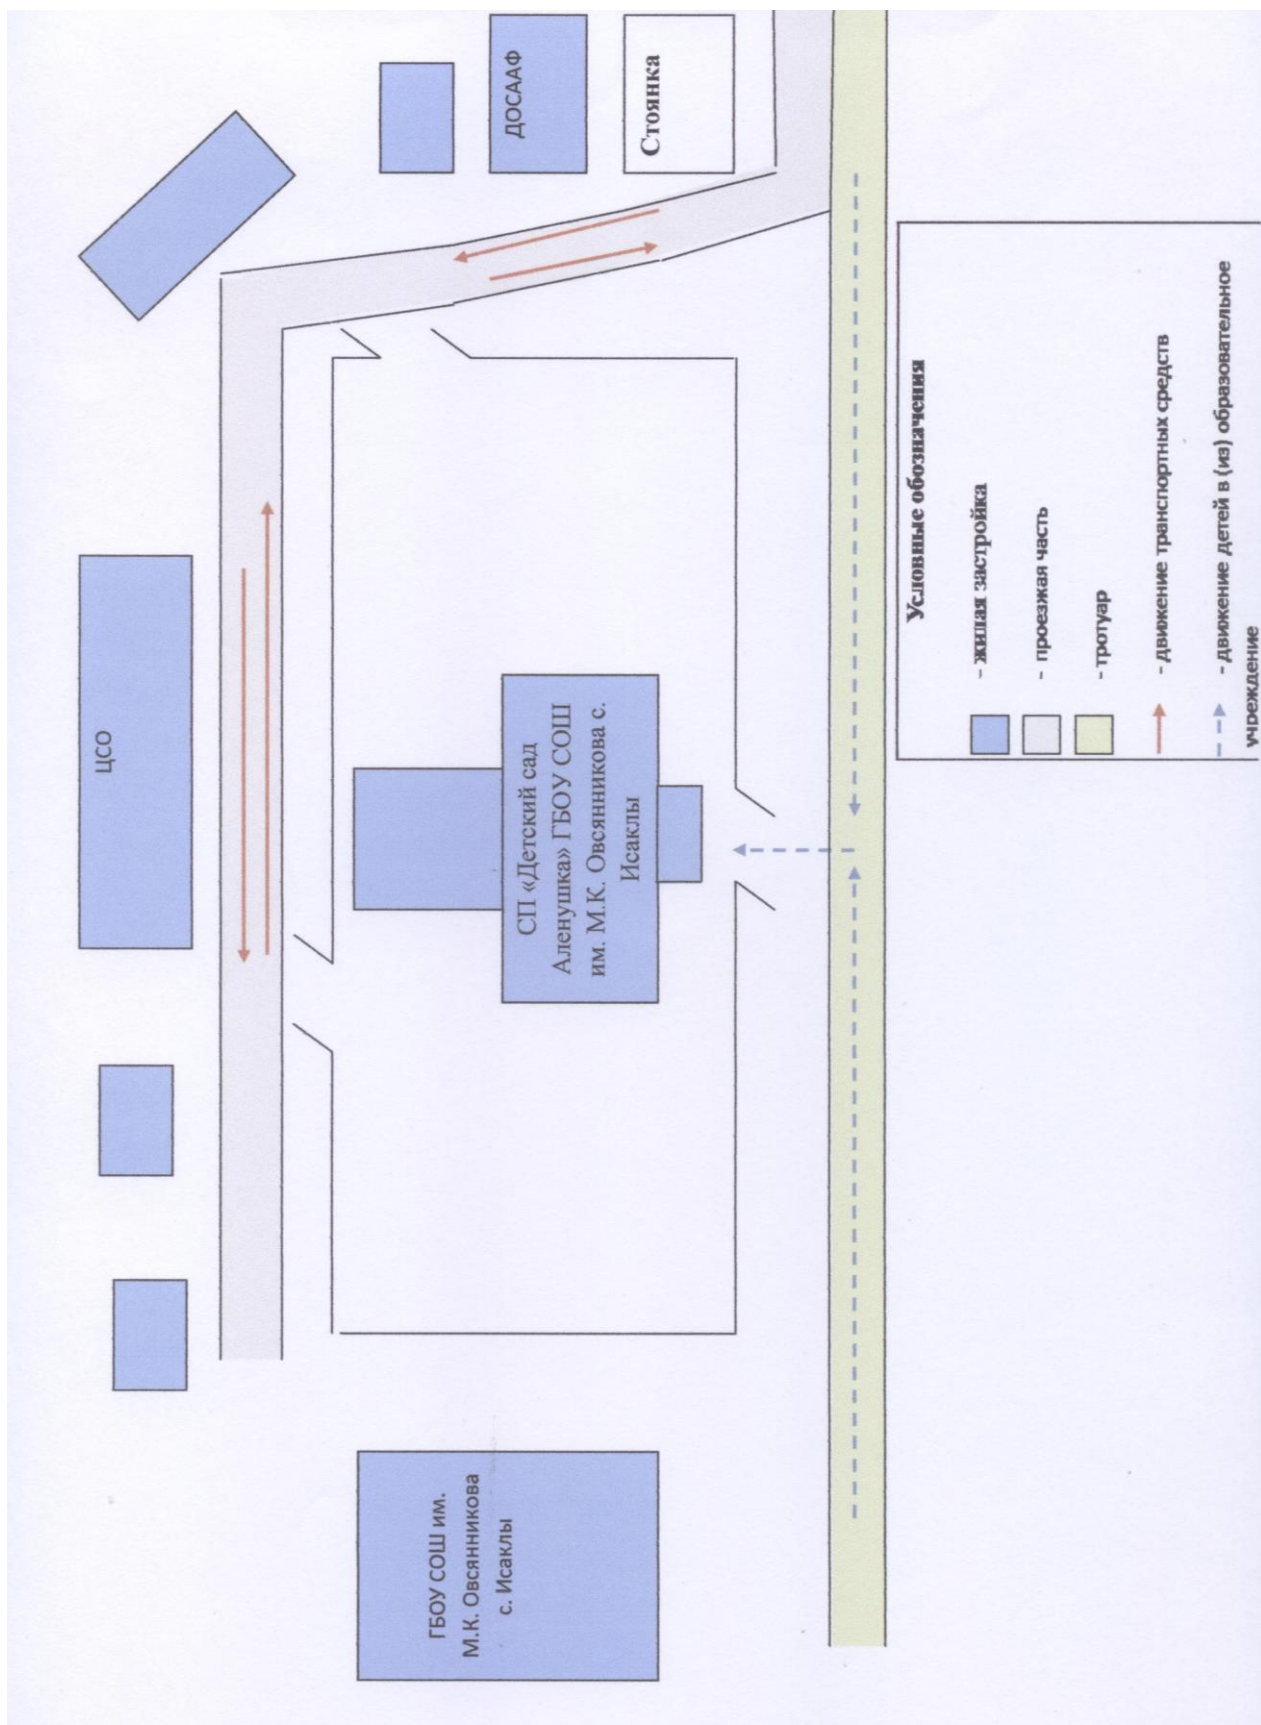 ЦСО
ДОСААФ
Стоянка
СП «Детский сад
Аленушка» ГБОУ СОШ
им. М.К. Овсянникова с.
Исаклы
ГБОУ СОШ им.
М.К. Овсянникова
с. Исаклы
Условные обозначения
- жилая застройка
- проезжая часть
- тротуар
- движение транспортных средств
- движение детей в (из) образовательное
учреждение